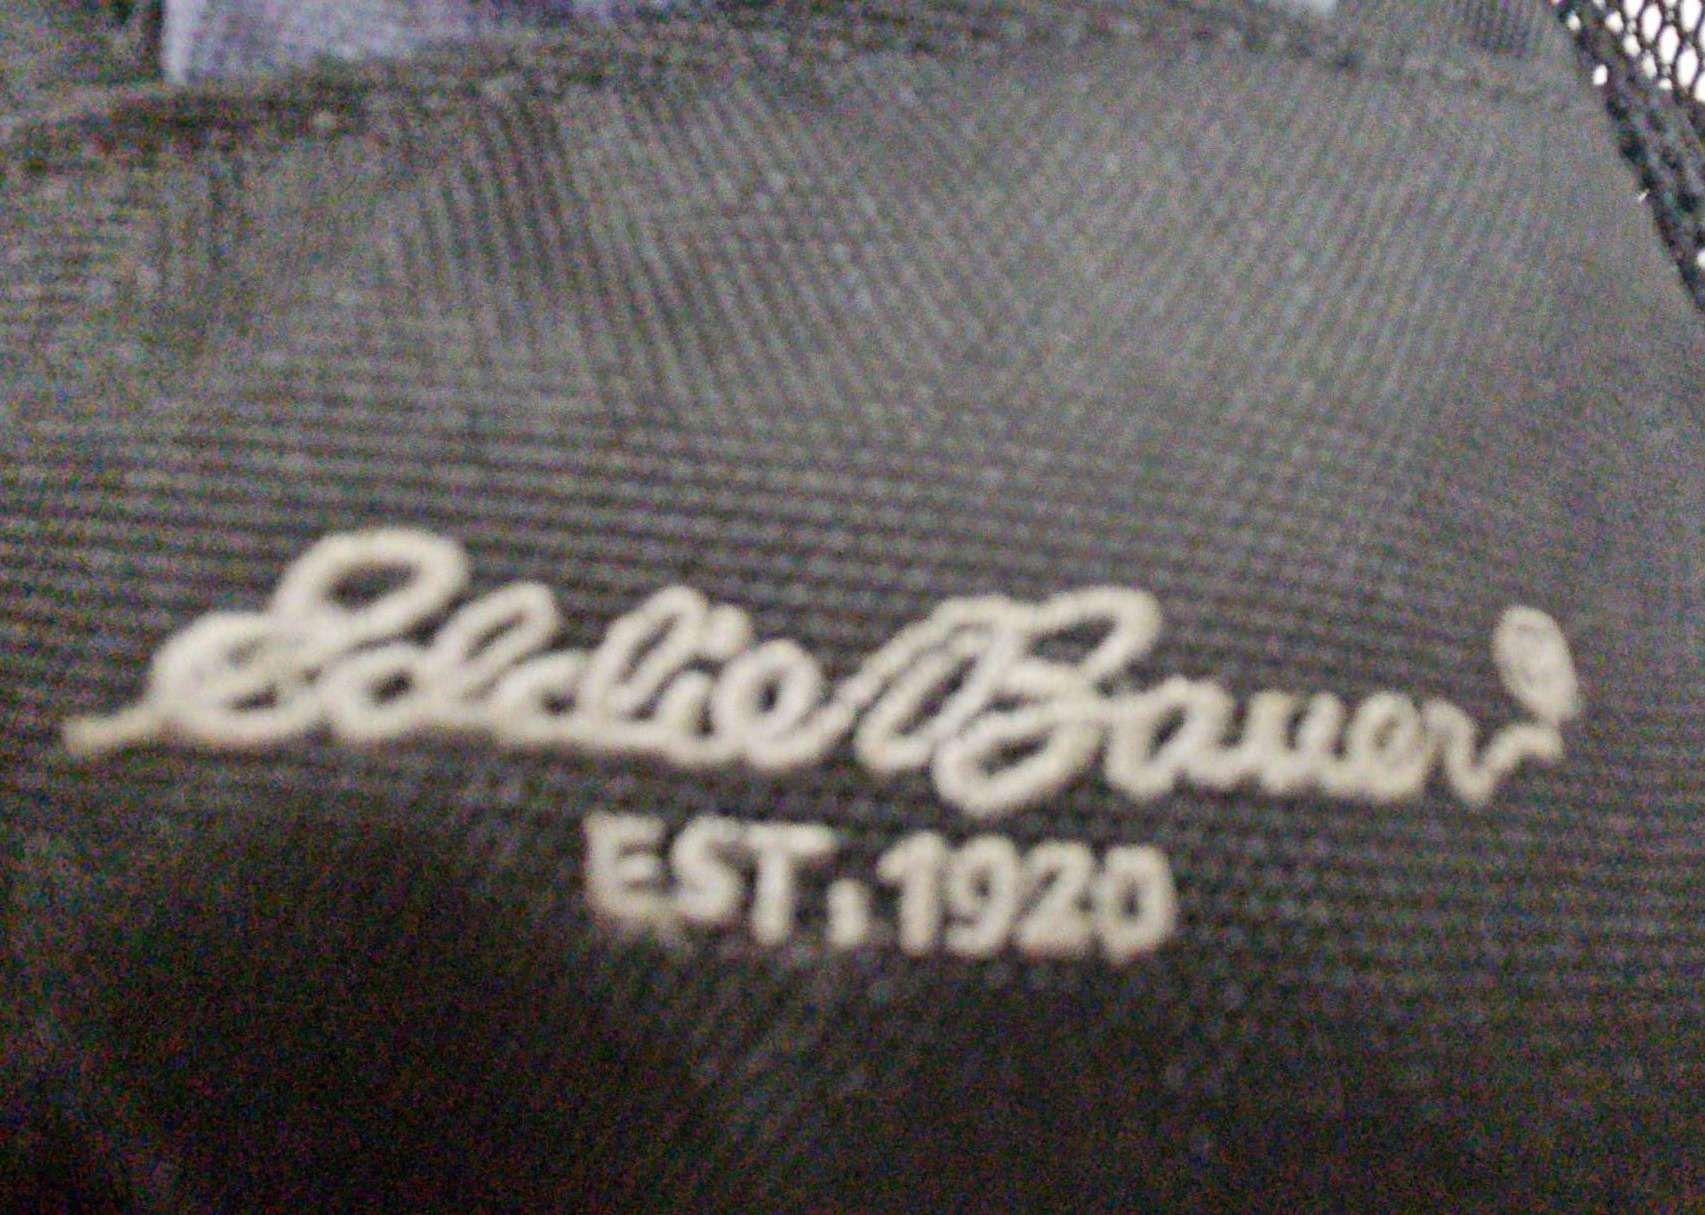 Eddie Bauer®
EST. 1920